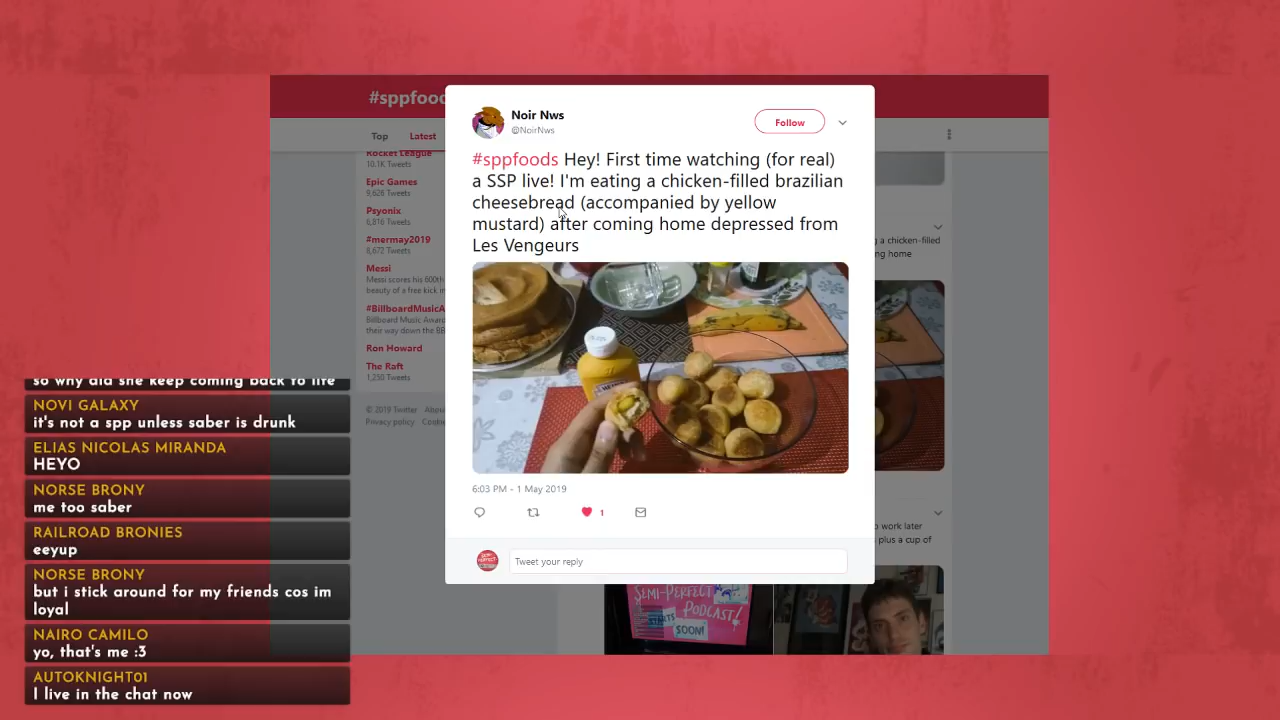 #sppfood
Top
Latest
Rocket League
10.1K Tweets
Epic Games
9,628 Tweets
Psyonix
6,816 Tweets
#mermay2019
8,672 Tweets
Messi
Messi scores his 600th
beauty of a free kick in
#BillboardMusicA
Billboard Music Awar
their way down the BB
Ron Howard
The Raft
1,250 Tweets
© 2019 Twitter Abou
Privacy policy Cookie
Noir Nws
@NoirNws
Follow
#sppfoods Hey! First time watching (for real)
a SSP live! I'm eating a chicken-filled brazilian
cheesebread (accompanied by yellow
mustard) after coming home depressed from
Les Vengeurs
6:03 PM - 1 May 2019
1
Tweet your reply
g a chicken-filled
ng home
o work later
plus a cup of
SEMI-PERFECT
PODCAST!
STARTS
SOON!
so why did she keep coming back to life
NOVI GALAXY
it's not a spp unless saber is drunk
ELIAS NICOLAS MIRANDA
HEYO
NORSE BRONY
me too saber
RAILROAD BRONIES
eeyup
NORSE BRONY
but i stick around for my friends cos im
loyal
NAIRO CAMILO
yo, that's me :3
AUTOKNIGHT01
I live in the chat now